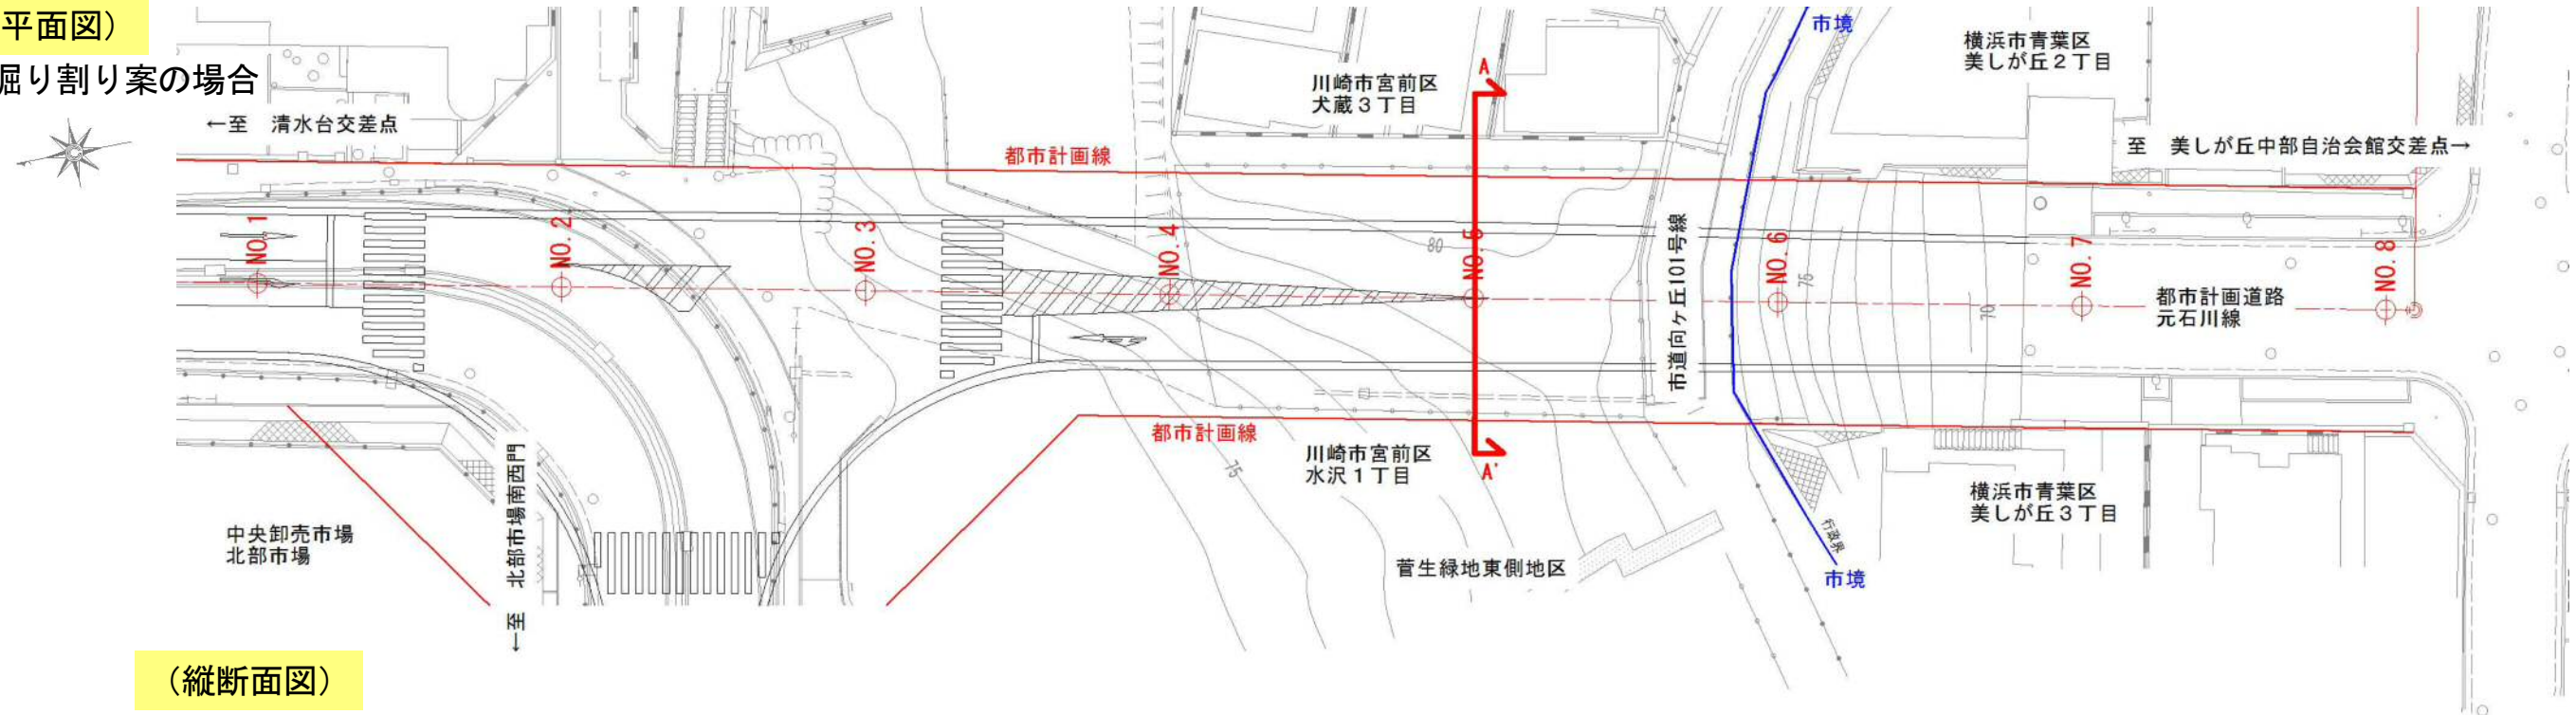 平面図）
掘り割り案の場合
←至　清水台交差点
都市計画線
川崎市宮前区
犬蔵３丁目
A
市境
横浜市青葉区
美しが丘２丁目
至　美しが丘中部自治会館交差点→
NO.1
NO.2
NO.3
NO.4
NO.5
NO.6
NO.7
NO.8
80
75
70
市道向ヶ丘101号線
都市計画道路
元石川線
都市計画線
75
川崎市宮前区
水沢１丁目
A'
横浜市青葉区
美しが丘３丁目
行政界
市境
中央卸売市場
北部市場
←至　北部市場南西門
菅生緑地東側地区
（縦断面図）